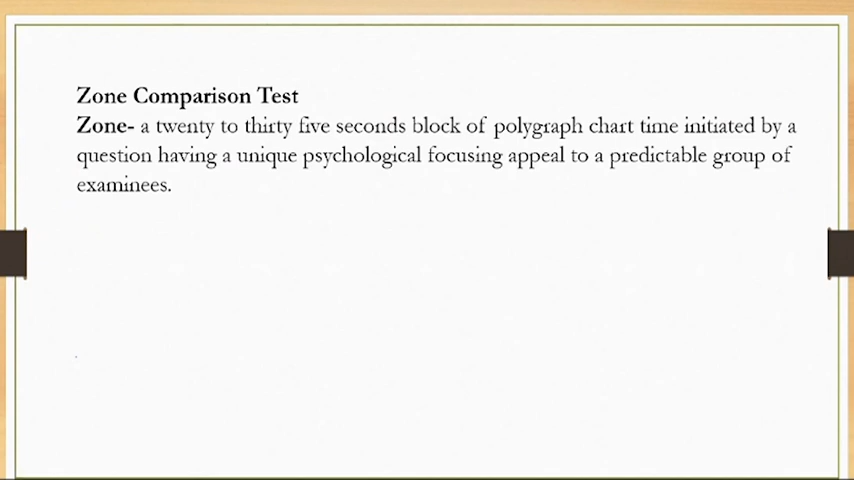 Zone Comparison Test
Zone- a twenty to thirty five seconds block of polygraph chart time initiated by a
question having a unique psychological focusing appeal to a predictable group of
examinees.